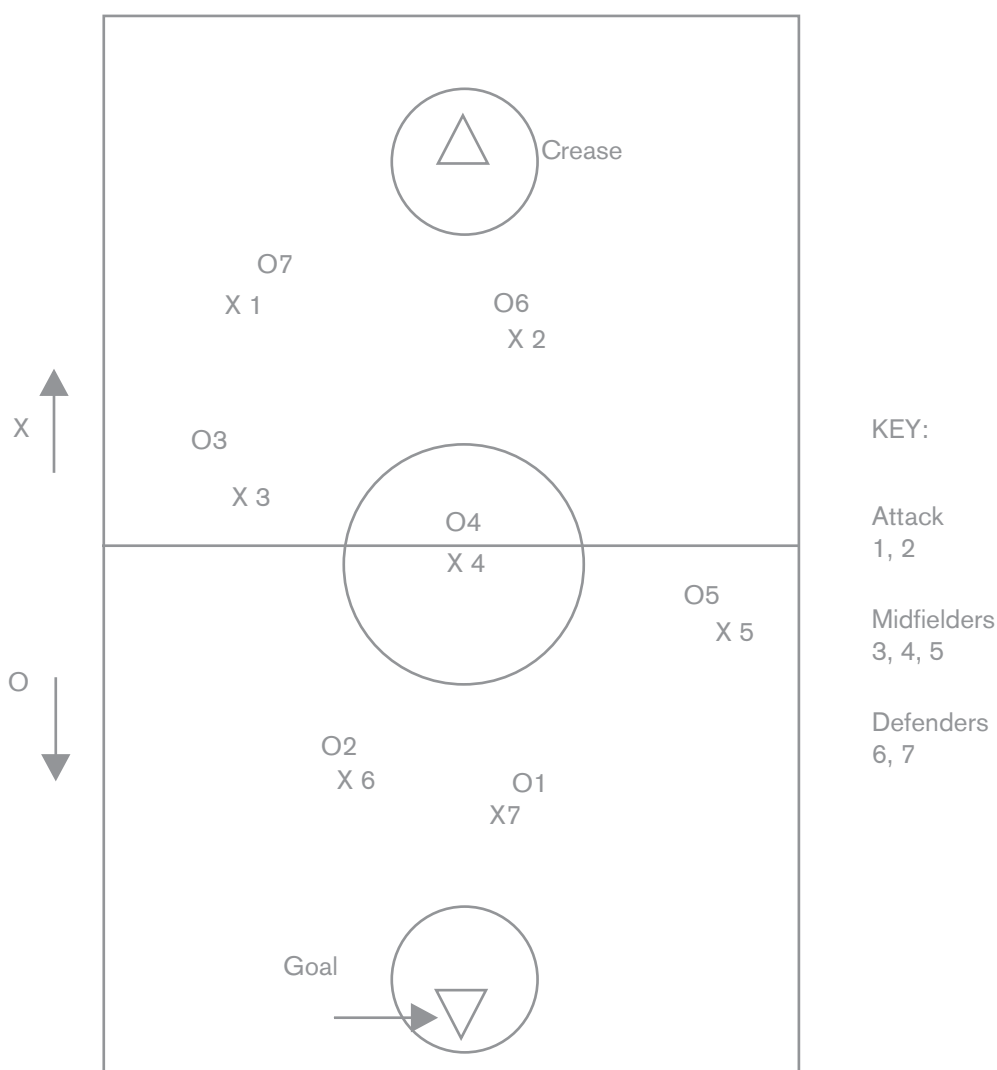 Crease
O7
X 1
O6
X 2
X
O3
X 3
KEY:
O4
X 4
Attack
1, 2
O5
X 5
Midfielders
3, 4, 5
O
O2
X 6
O1
X7
Defenders
6, 7
Goal